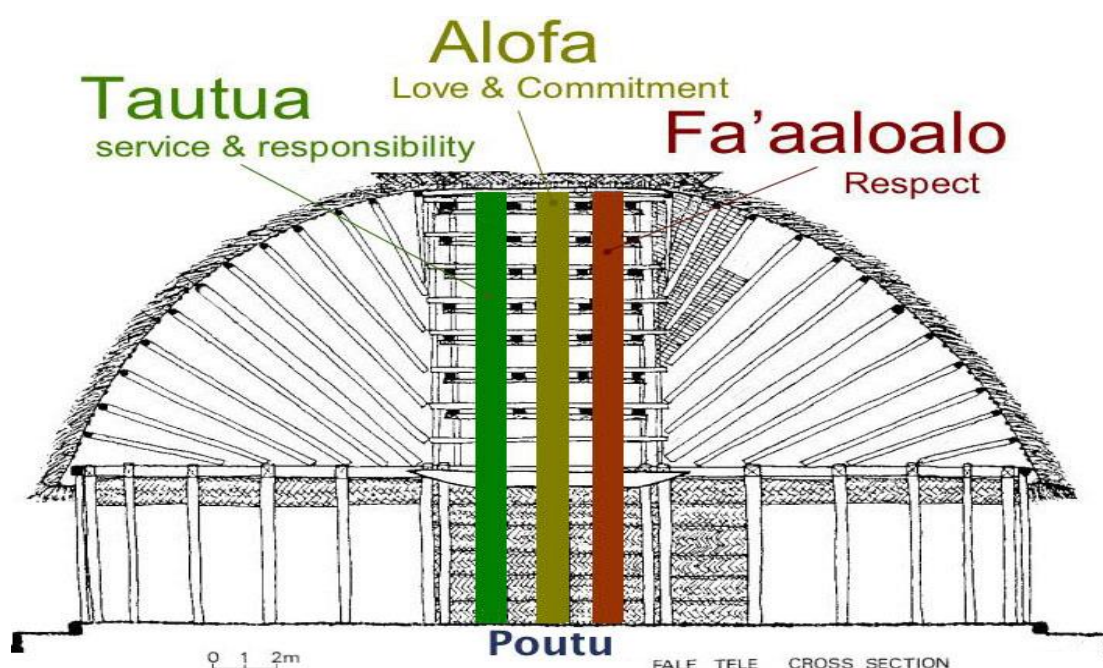 Alofa
Love & Commitment
Tautua
service & responsibility
Fa’aaloalo
Respect
Poutu
0 1 2m
FALE TELE CROSS SECTION